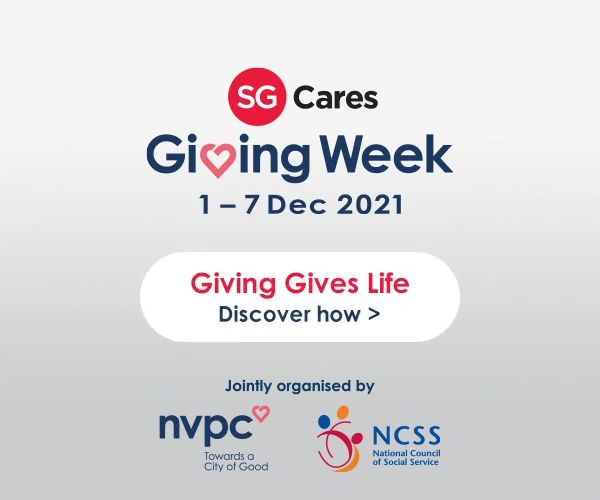 SG Cares
Giving Week
1 – 7 Dec 2021
Giving Gives Life
Discover how >
Jointly organised by
nvpc
Towards a
City of Good
NCSS
National Council
of Social Service